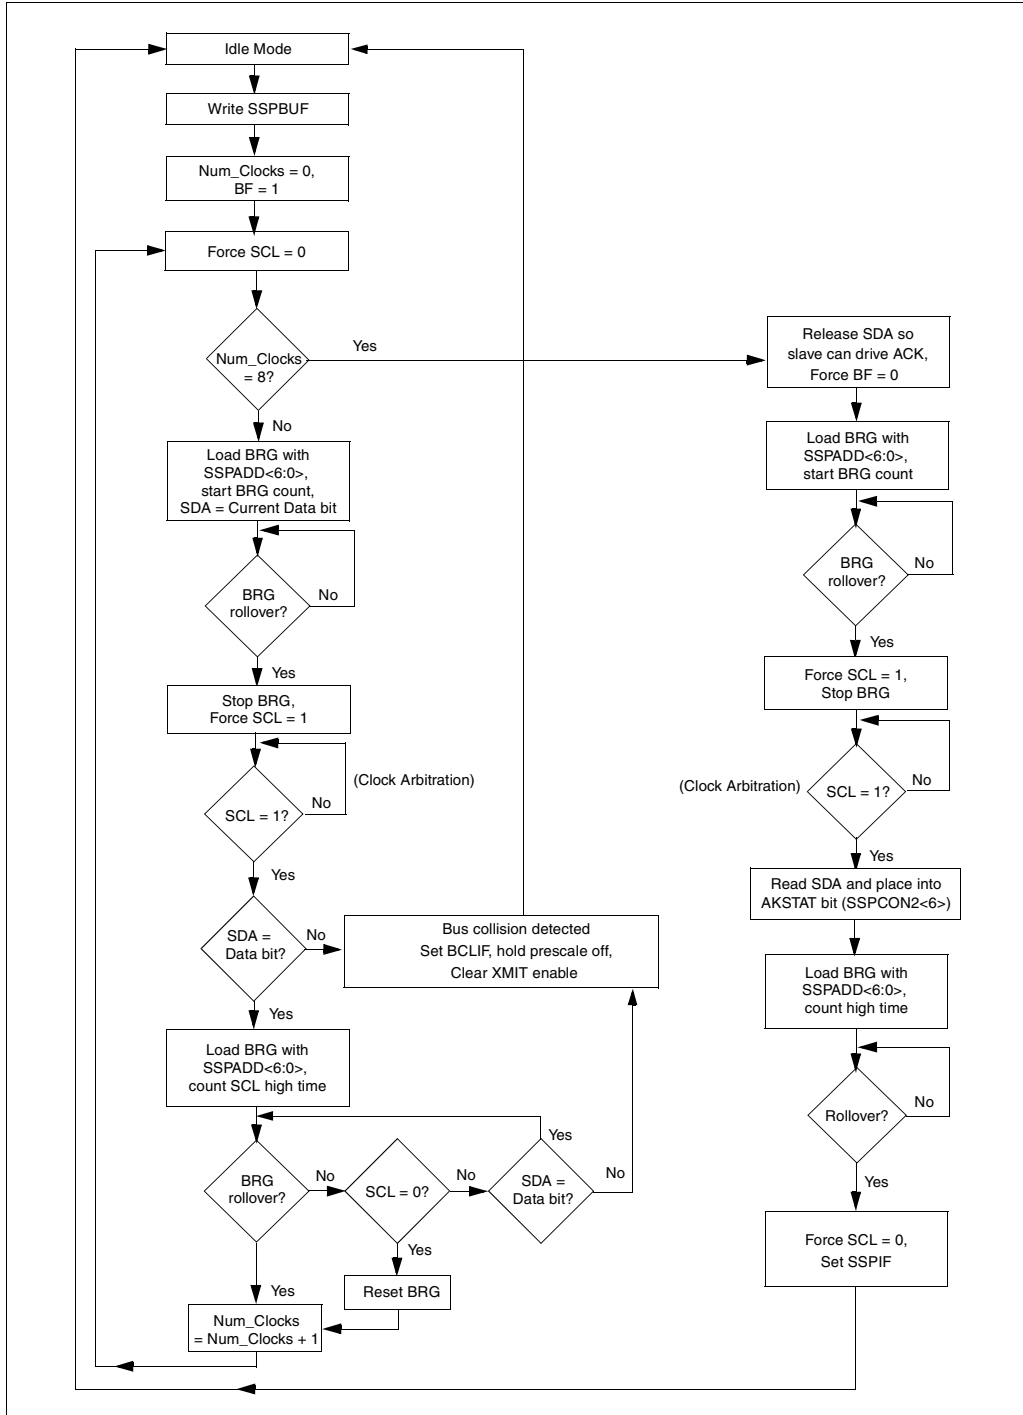 Idle Mode
Write SSPBUF
Num_Clocks = 0,
BF = 1
Force SCL = 0
Num_Clocks
= 8?
Yes
No
Load BRG with
SSPADD<6:0>,
start BRG count,
SDA = Current Data bit
BRG
rollover?
No
Yes
Stop BRG,
Force SCL = 1
(Clock Arbitration)
SCL = 1?
No
Yes
SDA =
Data bit?
No
Bus collision detected
Set BCLIF, hold prescale off,
Clear XMIT enable
Yes
Load BRG with
SSPADD<6:0>,
count SCL high time
BRG
rollover?
No
SCL = 0?
No
SDA =
Data bit?
Yes
No
Yes
Reset BRG
Yes
Num_Clocks
= Num_Clocks + 1
Release SDA so
slave can drive ACK,
Force BF = 0
Load BRG with
SSPADD<6:0>,
start BRG count
BRG
rollover?
No
Yes
Force SCL = 1,
Stop BRG
(Clock Arbitration)
SCL = 1?
No
Yes
Read SDA and place into
AKSTAT bit (SSPCON2<6>)
Load BRG with
SSPADD<6:0>,
count high time
Rollover?
No
Yes
Force SCL = 0,
Set SSPIF